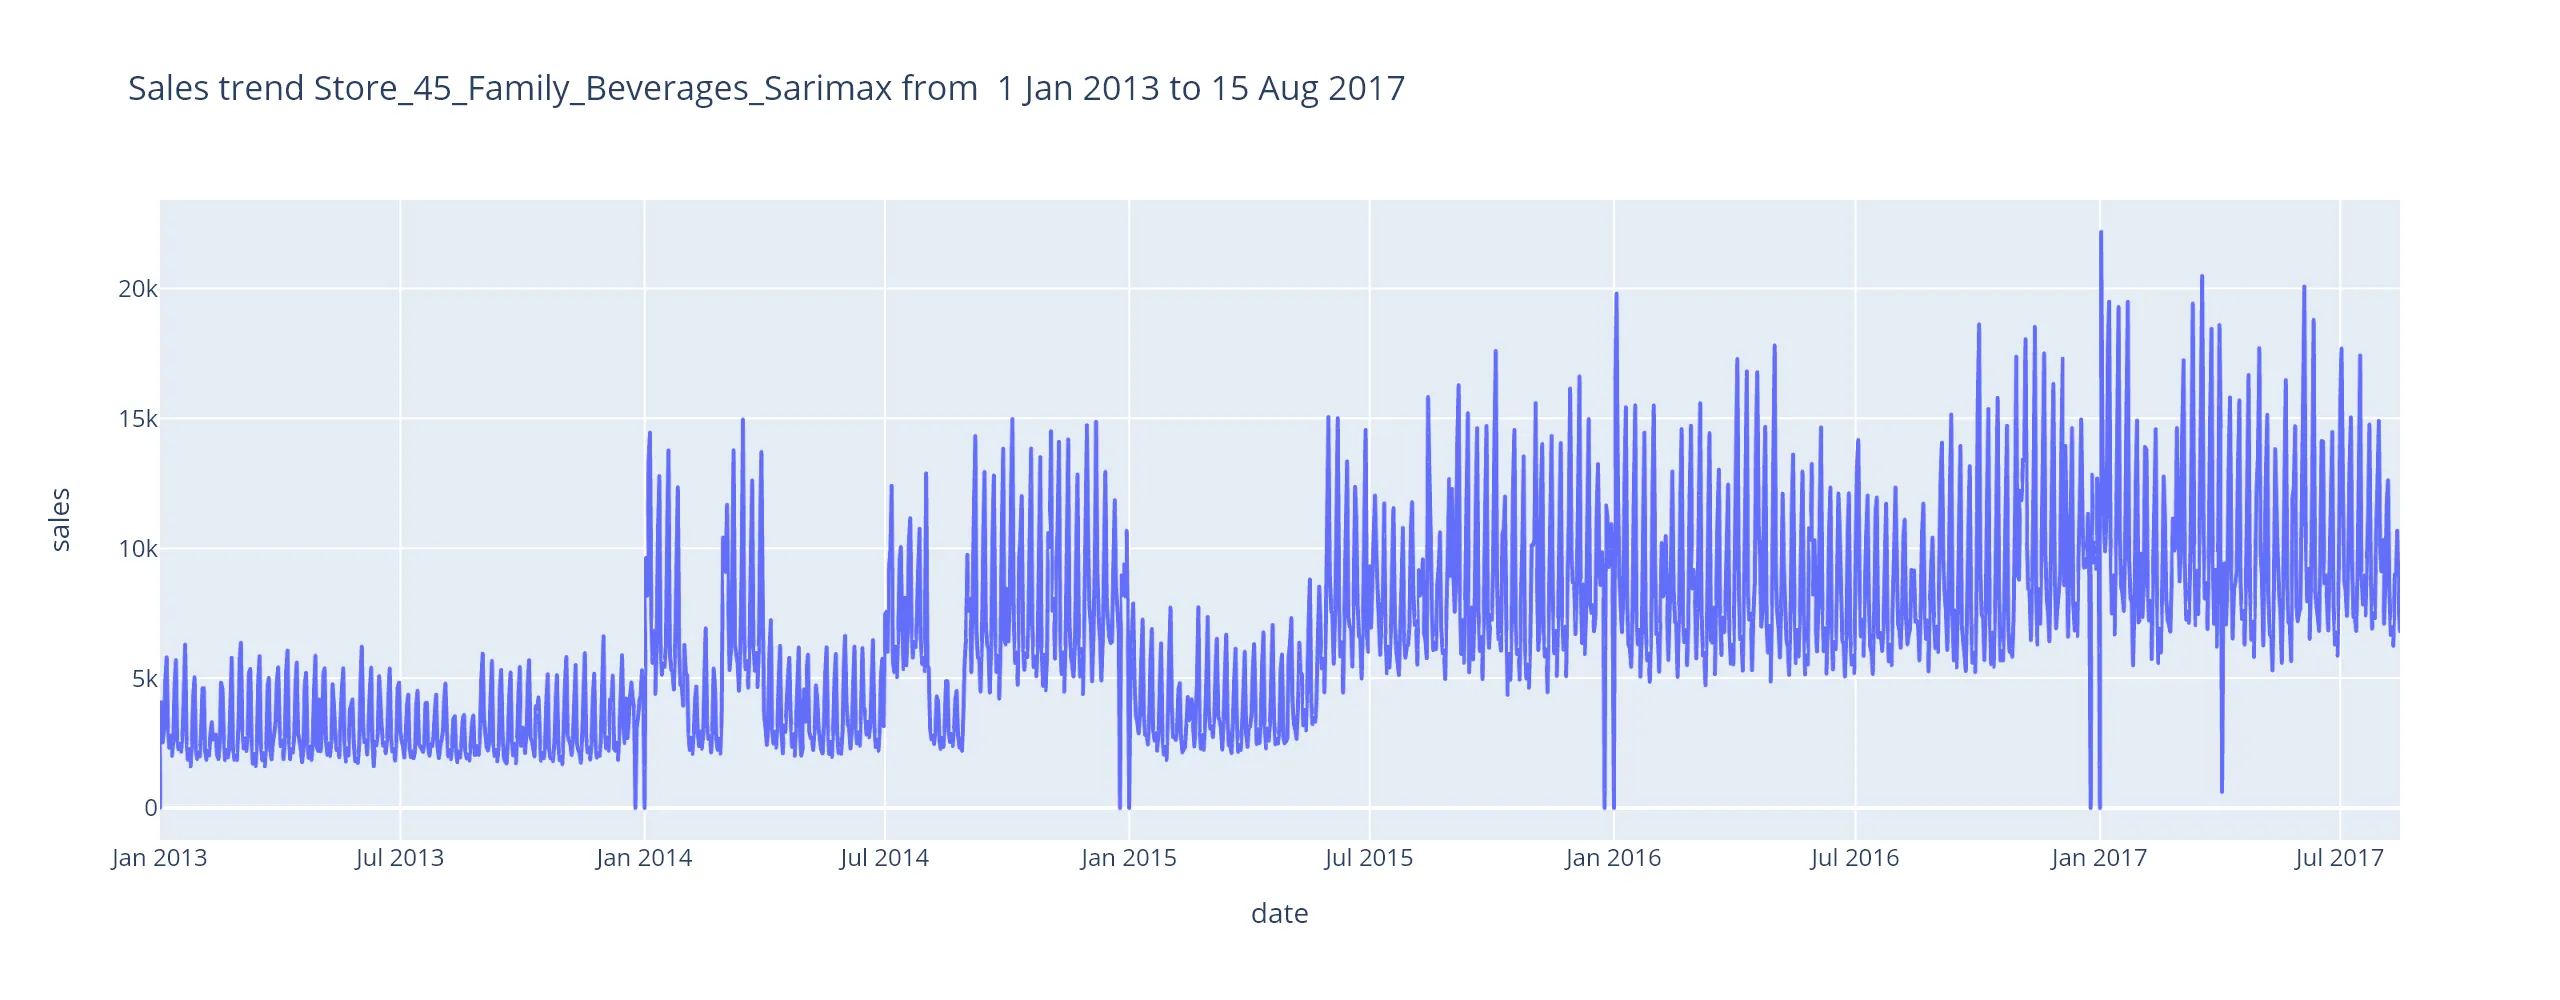 Sales trend Store_45_Family_Beverages_Sarimax from  1 Jan 2013 to 15 Aug 2017
20k
15k
10k
5k
0
sales
Jan 2013 Jul 2013 Jan 2014 Jul 2014 Jan 2015 Jul 2015 Jan 2016 Jul 2016 Jan 2017 Jul 2017
date